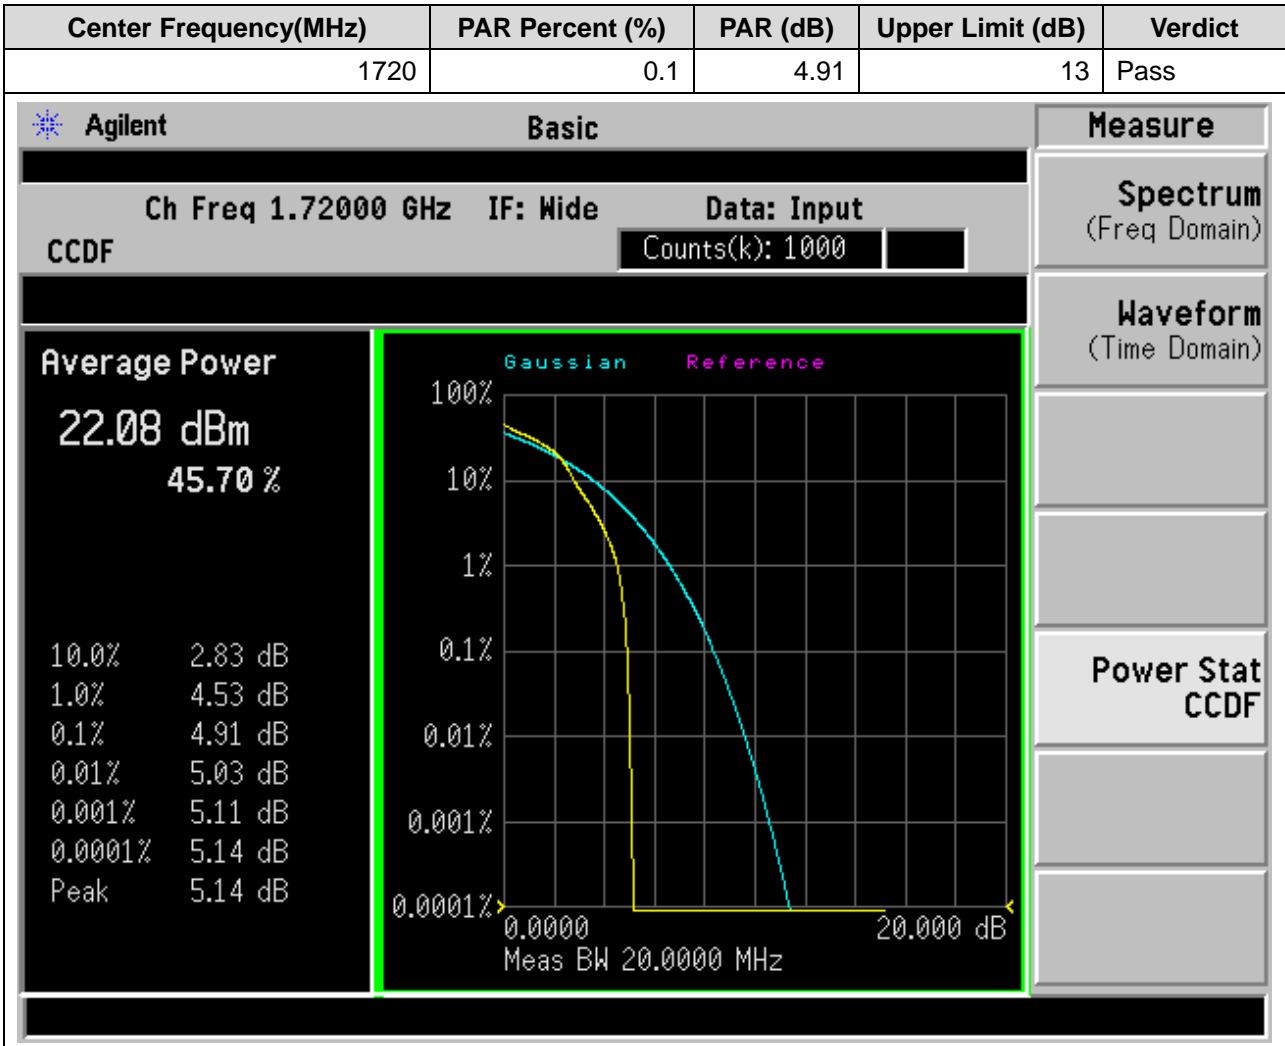 Center Frequency(MHz) PAR Percent (%) PAR (dB) Upper Limit (dB) Verdict
1720 0.1 4.91 13 Pass
Agilent Basic Measure
Ch Freq 1.72000 GHz IF: Wide Data: Input
CCDF Counts(k): 1000
Spectrum
(Freq Domain)
Waveform
(Time Domain)
Power Stat
CCDF
Average Power
22.08 dBm
45.70 %
10.0% 2.83 dB
1.0% 4.53 dB
0.1% 4.91 dB
0.01% 5.03 dB
0.001% 5.11 dB
0.0001% 5.14 dB
Peak 5.14 dB
Gaussian Reference
100%
10%
1%
0.1%
0.01%
0.001%
0.0001%
0.0000 20.000 dB
Meas BW 20.0000 MHz